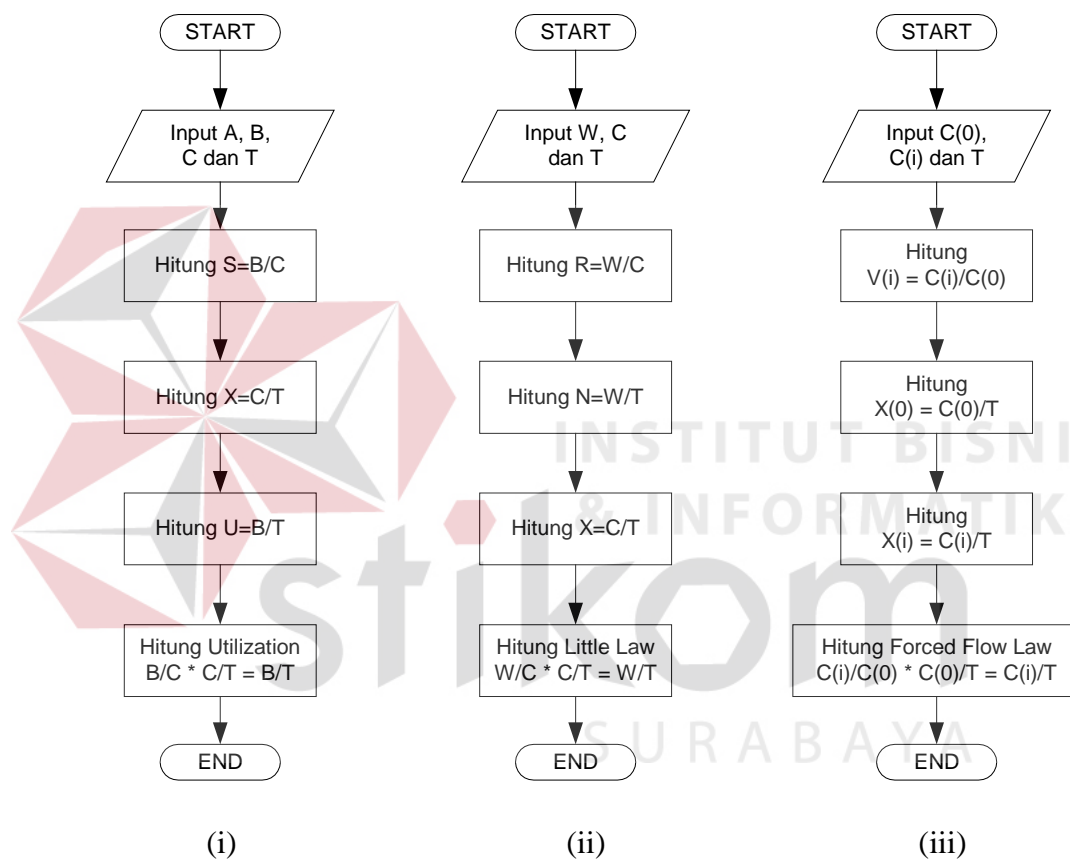 START
Input A, B,
C dan T
Hitung S=B/C
Hitung X=C/T
Hitung U=B/T
Hitung Utilization
B/C * C/T = B/T
END
(i)
START
Input W, C
dan T
Hitung R=W/C
Hitung N=W/T
Hitung X=C/T
Hitung Little Law
W/C * C/T = W/T
END
(ii)
START
Input C(0),
C(i) dan T
Hitung
V(i) = C(i)/C(0)
Hitung
X(0) = C(0)/T
Hitung
X(i) = C(i)/T
Hitung Forced Flow Law
C(i)/C(0) * C(0)/T = C(i)/T
END
(iii)
INSTITUT BISNI
& INFORMATIK
stikom
SURABAYA